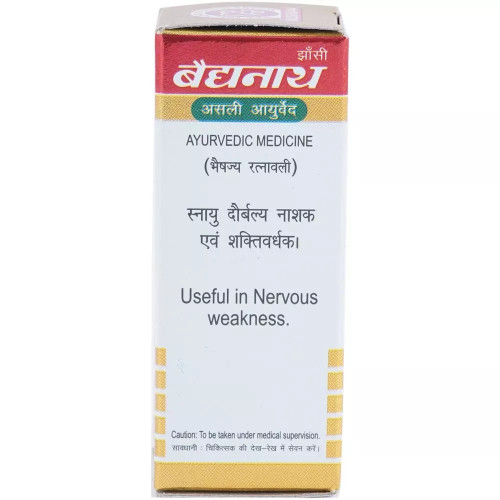 झाँसी
बैद्यनाथ
असली आयुर्वेद
AYURVEDIC MEDICINE
(भैषज्य रत्नावली)
स्नायु दौर्बल्य नाशक
एवं शक्तिवर्धक।
Useful in Nervous
weakness.
Caution: To be taken under medical supervision.
सावधानी : चिकित्सक की देख-रेख में सेवन करें।